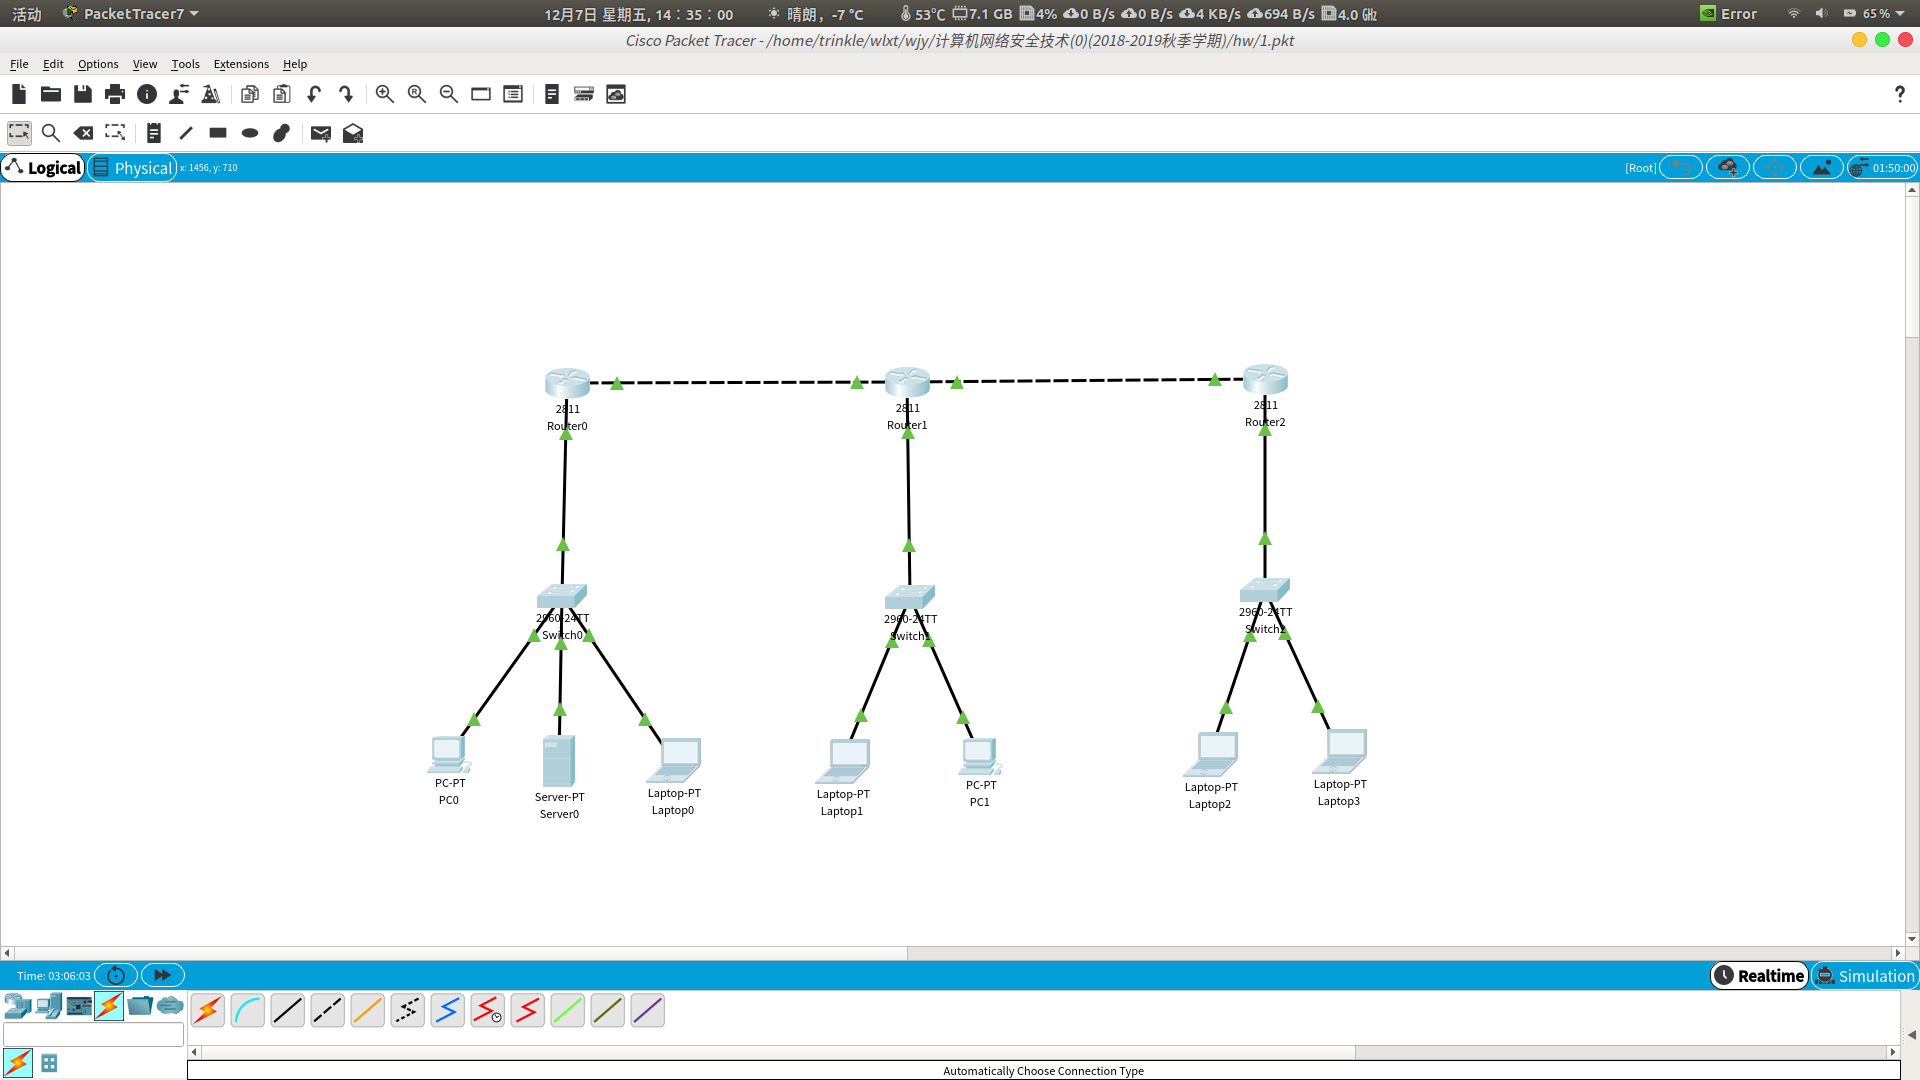 活动 PacketTracer7 12月7日 星期五, 14：35：00 晴朗，-7 °C 53°C 7.1 GB 4% 0 B/s 0 B/s 4 KB/s 694 B/s 4.0 GHz Error 65 %
Cisco Packet Tracer - /home/trinkle/wlxt/wjy/计算机网络安全技术(0)(2018-2019秋季学期)/hw/1.pkt
File Edit Options View Tools Extensions Help
Logical Physical x: 1456, y: 710 [Root] 01:50:00
2811
Router0
2811
Router1
2811
Router2
2960-24TT
Switch0
2960-24TT
Switch1
2960-24TT
Switch2
PC-PT
PC0
Server-PT
Server0
Laptop-PT
Laptop0
Laptop-PT
Laptop1
PC-PT
PC1
Laptop-PT
Laptop2
Laptop-PT
Laptop3
Time: 03:06:03 Realtime Simulation
Automatically Choose Connection Type